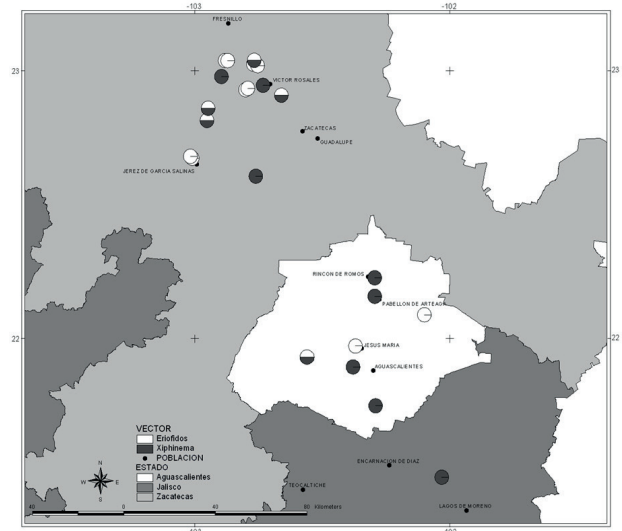 -103
-102
FRESNILLO
23
23
VICTOR ROSALES
ZACATECAS
GUADALUPE
JEREZ DE GARCIA SALINAS
RINCON DE ROMOS
PABELLON DE ARTEAGA
22
22
JESUS MARIA
AGUASCALIENTES
VECTOR
Eriofidos
Xiphinema
POBLACION
ESTADO
Aguascalientes
Jalisco
Zacatecas
N
W
E
S
ENCARNACION DE DIAZ
TEOCALTICHE
LAGOS DE MORENO
40
0
40
80 Kilometers
-103
-102